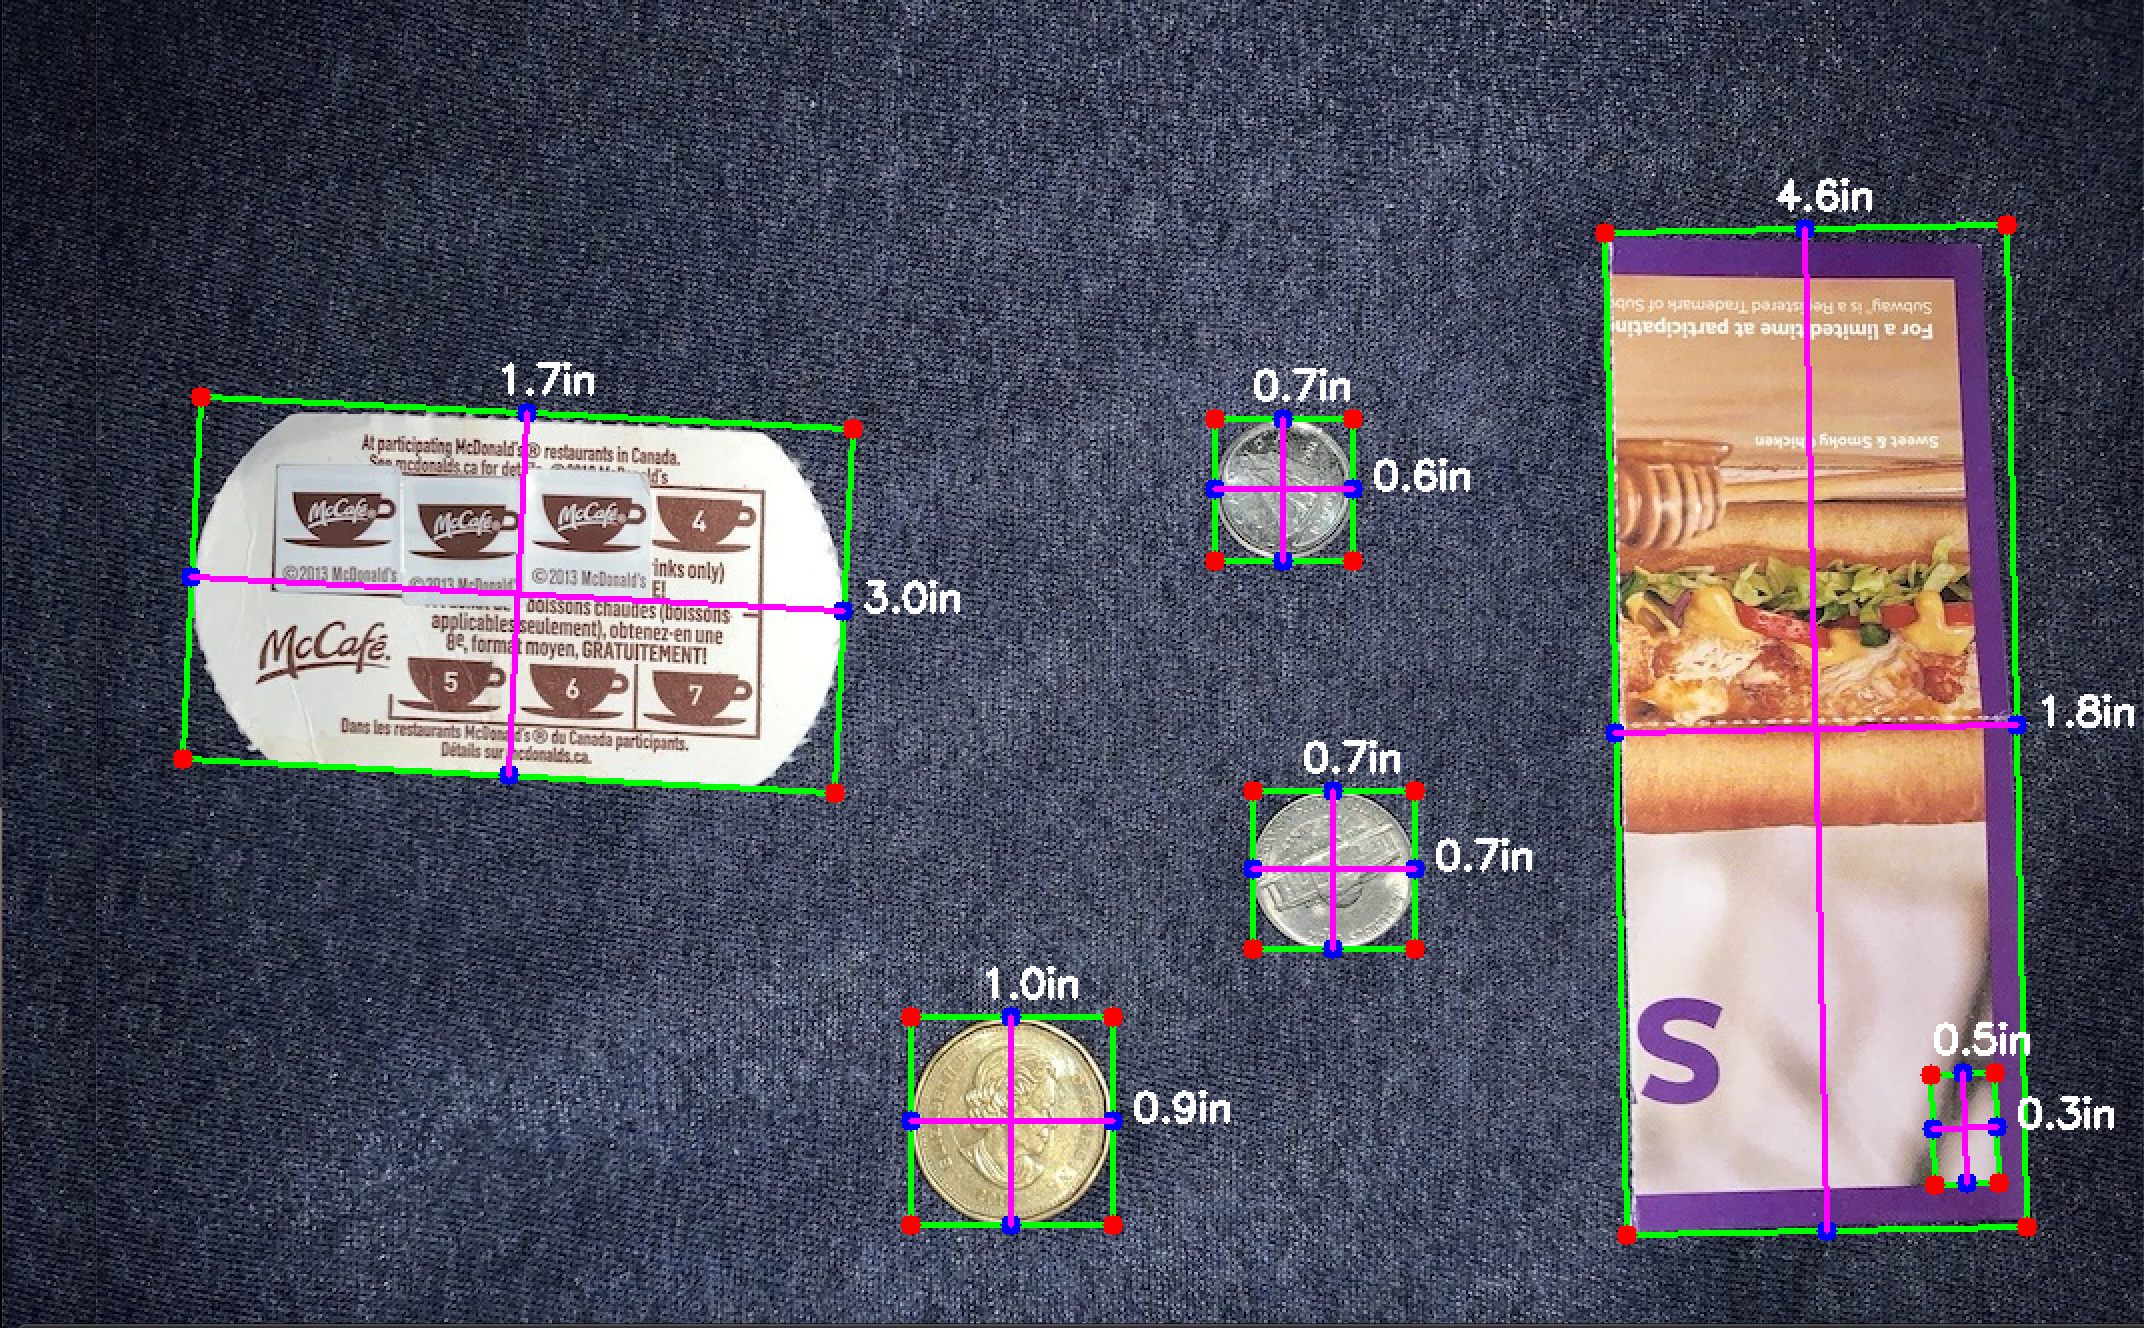 4.6in
1.7in
At participating McDonald's® restaurants in Canada.
See mcdonalds.ca for
McCafé®
McCafé®
McCafé®
4
©2013 McDonald's
©2013 McDonald's
©2013 McDonald's
inks only)
E!
boissons chaudes (boissons
applicables seulement), obtenez-en une
8e, format moyen, GRATUITEMENT!
McCafé.
5
6
7
Dans les restaurants McDonald's® du Canada participants.
Détails sur mcdonalds.ca.
3.0in
0.7in
0.6in
0.7in
0.7in
1.0in
0.9in
Subway® is a Registered Trademark of Sub
For a limited time at participating
Sweet & Smoky Chicken
1.8in
S
0.5in
0.3in